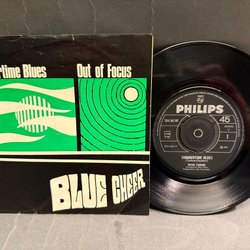 rtime Blues
Out of Focus
BLUE CHEER
PHILIPS
45
SUMMERTIME BLUES
BLUE CHEER